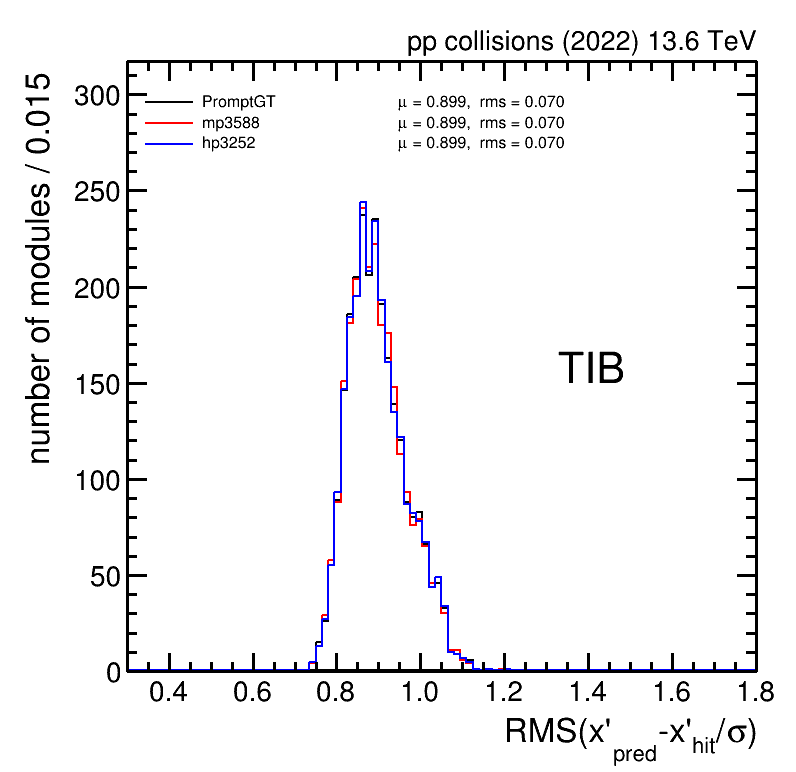 pp collisions (2022) 13.6 TeV
number of modules / 0.015
300
250
200
150
100
50
0
PromptGT μ = 0.899, rms = 0.070
mp3588 μ = 0.899, rms = 0.070
hp3252 μ = 0.899, rms = 0.070
TIB
0.4 0.6 0.8 1.0 1.2 1.4 1.6 1.8
RMS(x'pred-x'hit/σ)